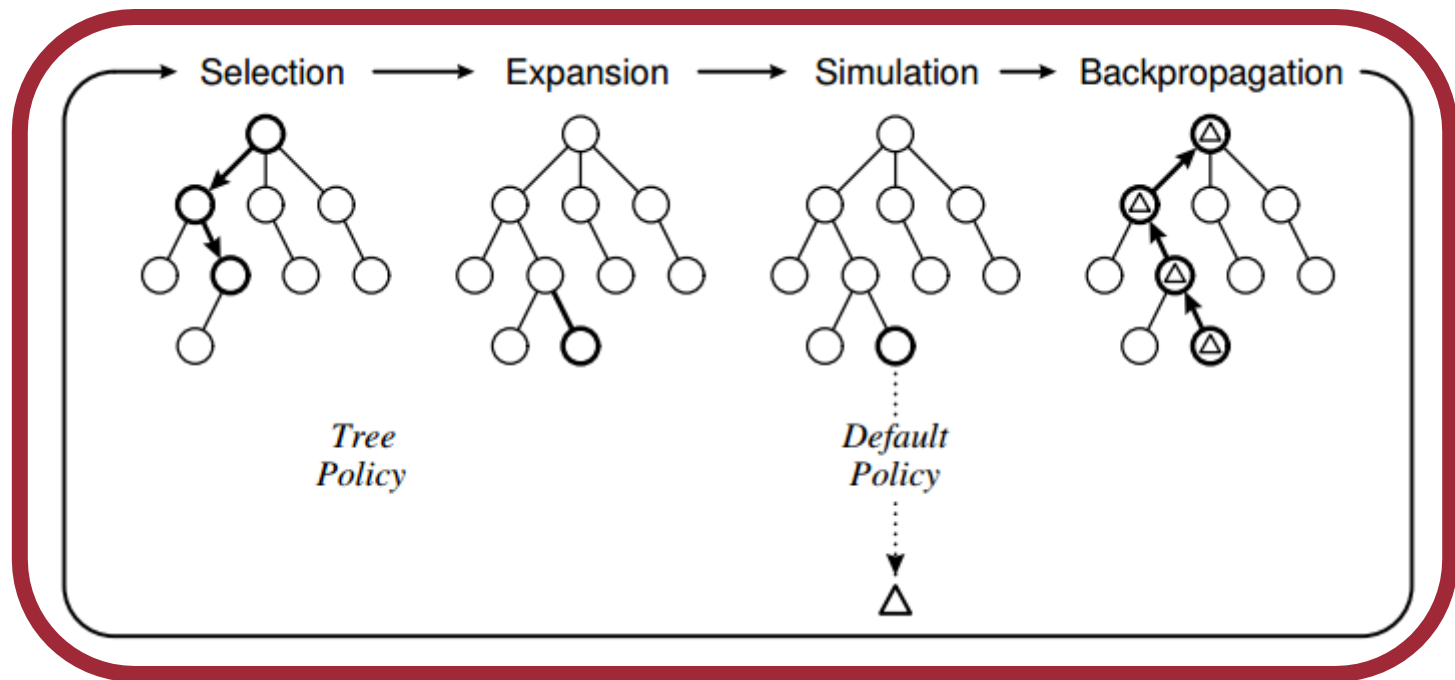 Selection
Expansion
Simulation
Backpropagation
Tree
Policy
Default
Policy